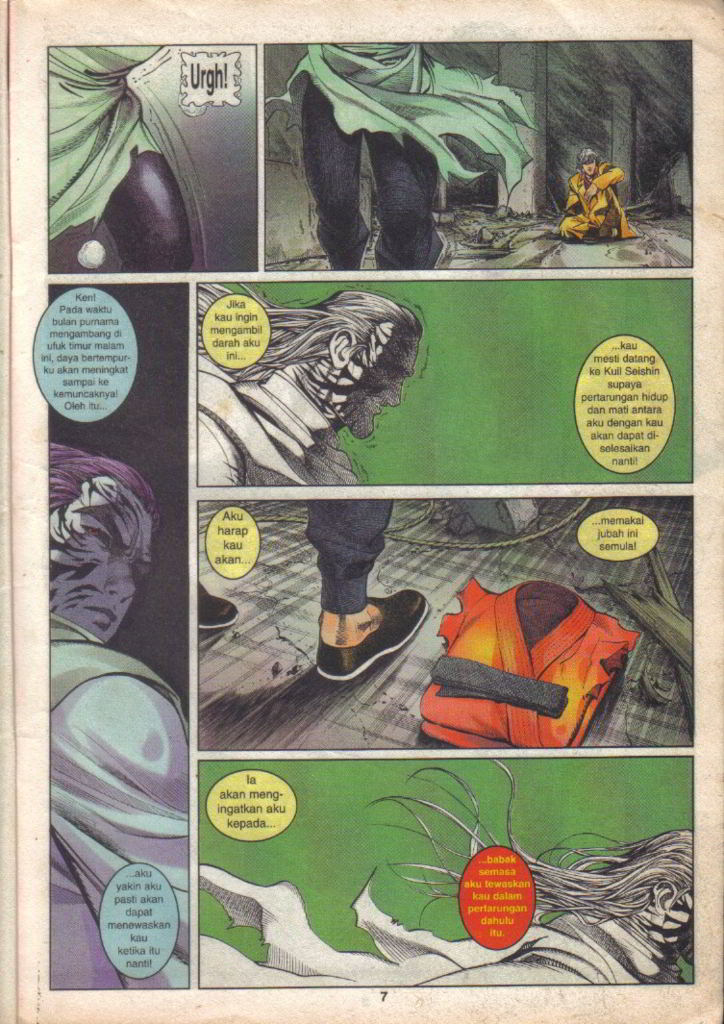 Urgh!
Ken!
Pada waktu
bulan purnama
mengambang di
ufuk timur malam
ini, daya bertempur-
ku akan meningkat
sampai ke
kemuncaknya!
Oleh itu...
...aku
yakin aku
pasti akan
dapat
menewaskan
kau
ketika itu
nanti!
Jika
kau ingin
mengambil
darah aku
ini...
...kau
mesti datang
ke Kuil Seishin
supaya
pertarungan hidup
dan mati antara
aku dengan kau
akan dapat di-
selesaikan
nanti!
Aku
harap
kau
akan...
...memakai
jubah ini
semula!
Ia
akan meng-
ingatkan aku
kepada...
...babak
semasa
aku tewaskan
kau dalam
pertarungan
dahulu
itu.
7